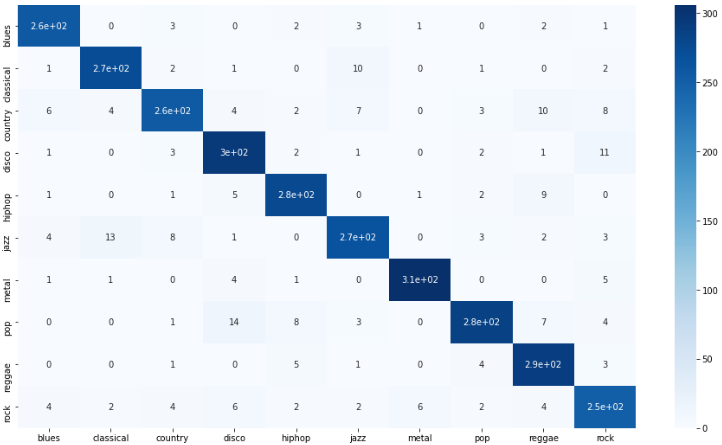 blues 2.6e+02 0 3 0 2 3 1 0 2 1 300
classical 1 2.7e+02 2 1 0 10 0 1 0 2 250
country 6 4 2.6e+02 4 2 7 0 3 10 8
disco 1 0 3 3e+02 2 1 0 2 1 11 200
hiphop 1 0 1 5 2.8e+02 0 1 2 9 0
jazz 4 13 8 1 0 2.7e+02 0 3 2 3 150
metal 1 1 0 4 1 0 3.1e+02 0 0 5 100
pop 0 0 1 14 8 3 0 2.8e+02 7 4
reggae 0 0 1 0 5 1 0 4 2.9e+02 3 50
rock 4 2 4 6 2 2 6 2 4 2.5e+02 0
blues classical country disco hiphop jazz metal pop reggae rock